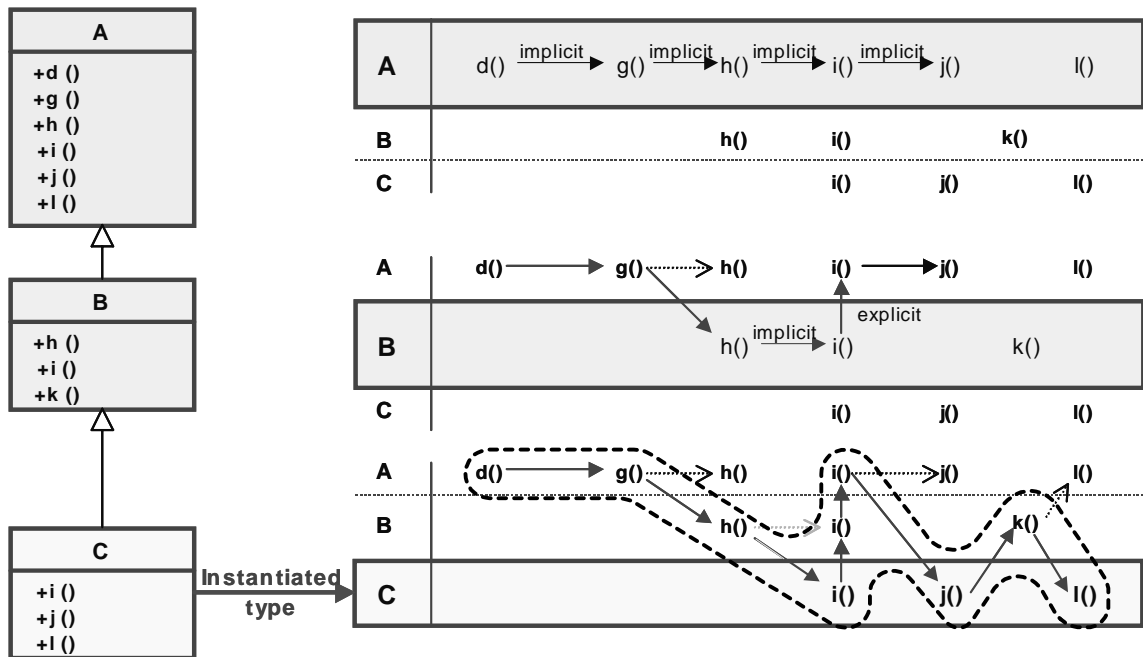 A
+d ()
+g ()
+h ()
+i ()
+j ()
+l ()
B
+h ()
+i ()
+k ()
C
+i ()
+j ()
+l ()
Instantiated
type
A d() implicit g() implicit h() implicit i() implicit j() l()
B h() i() k()
C i() j() l()
A d() g() h() i() j() l()
explicit
B h() implicit i() k()
C i() j() l()
A d() g() h() i() j() l()
B h() i() k()
C i() j() l()